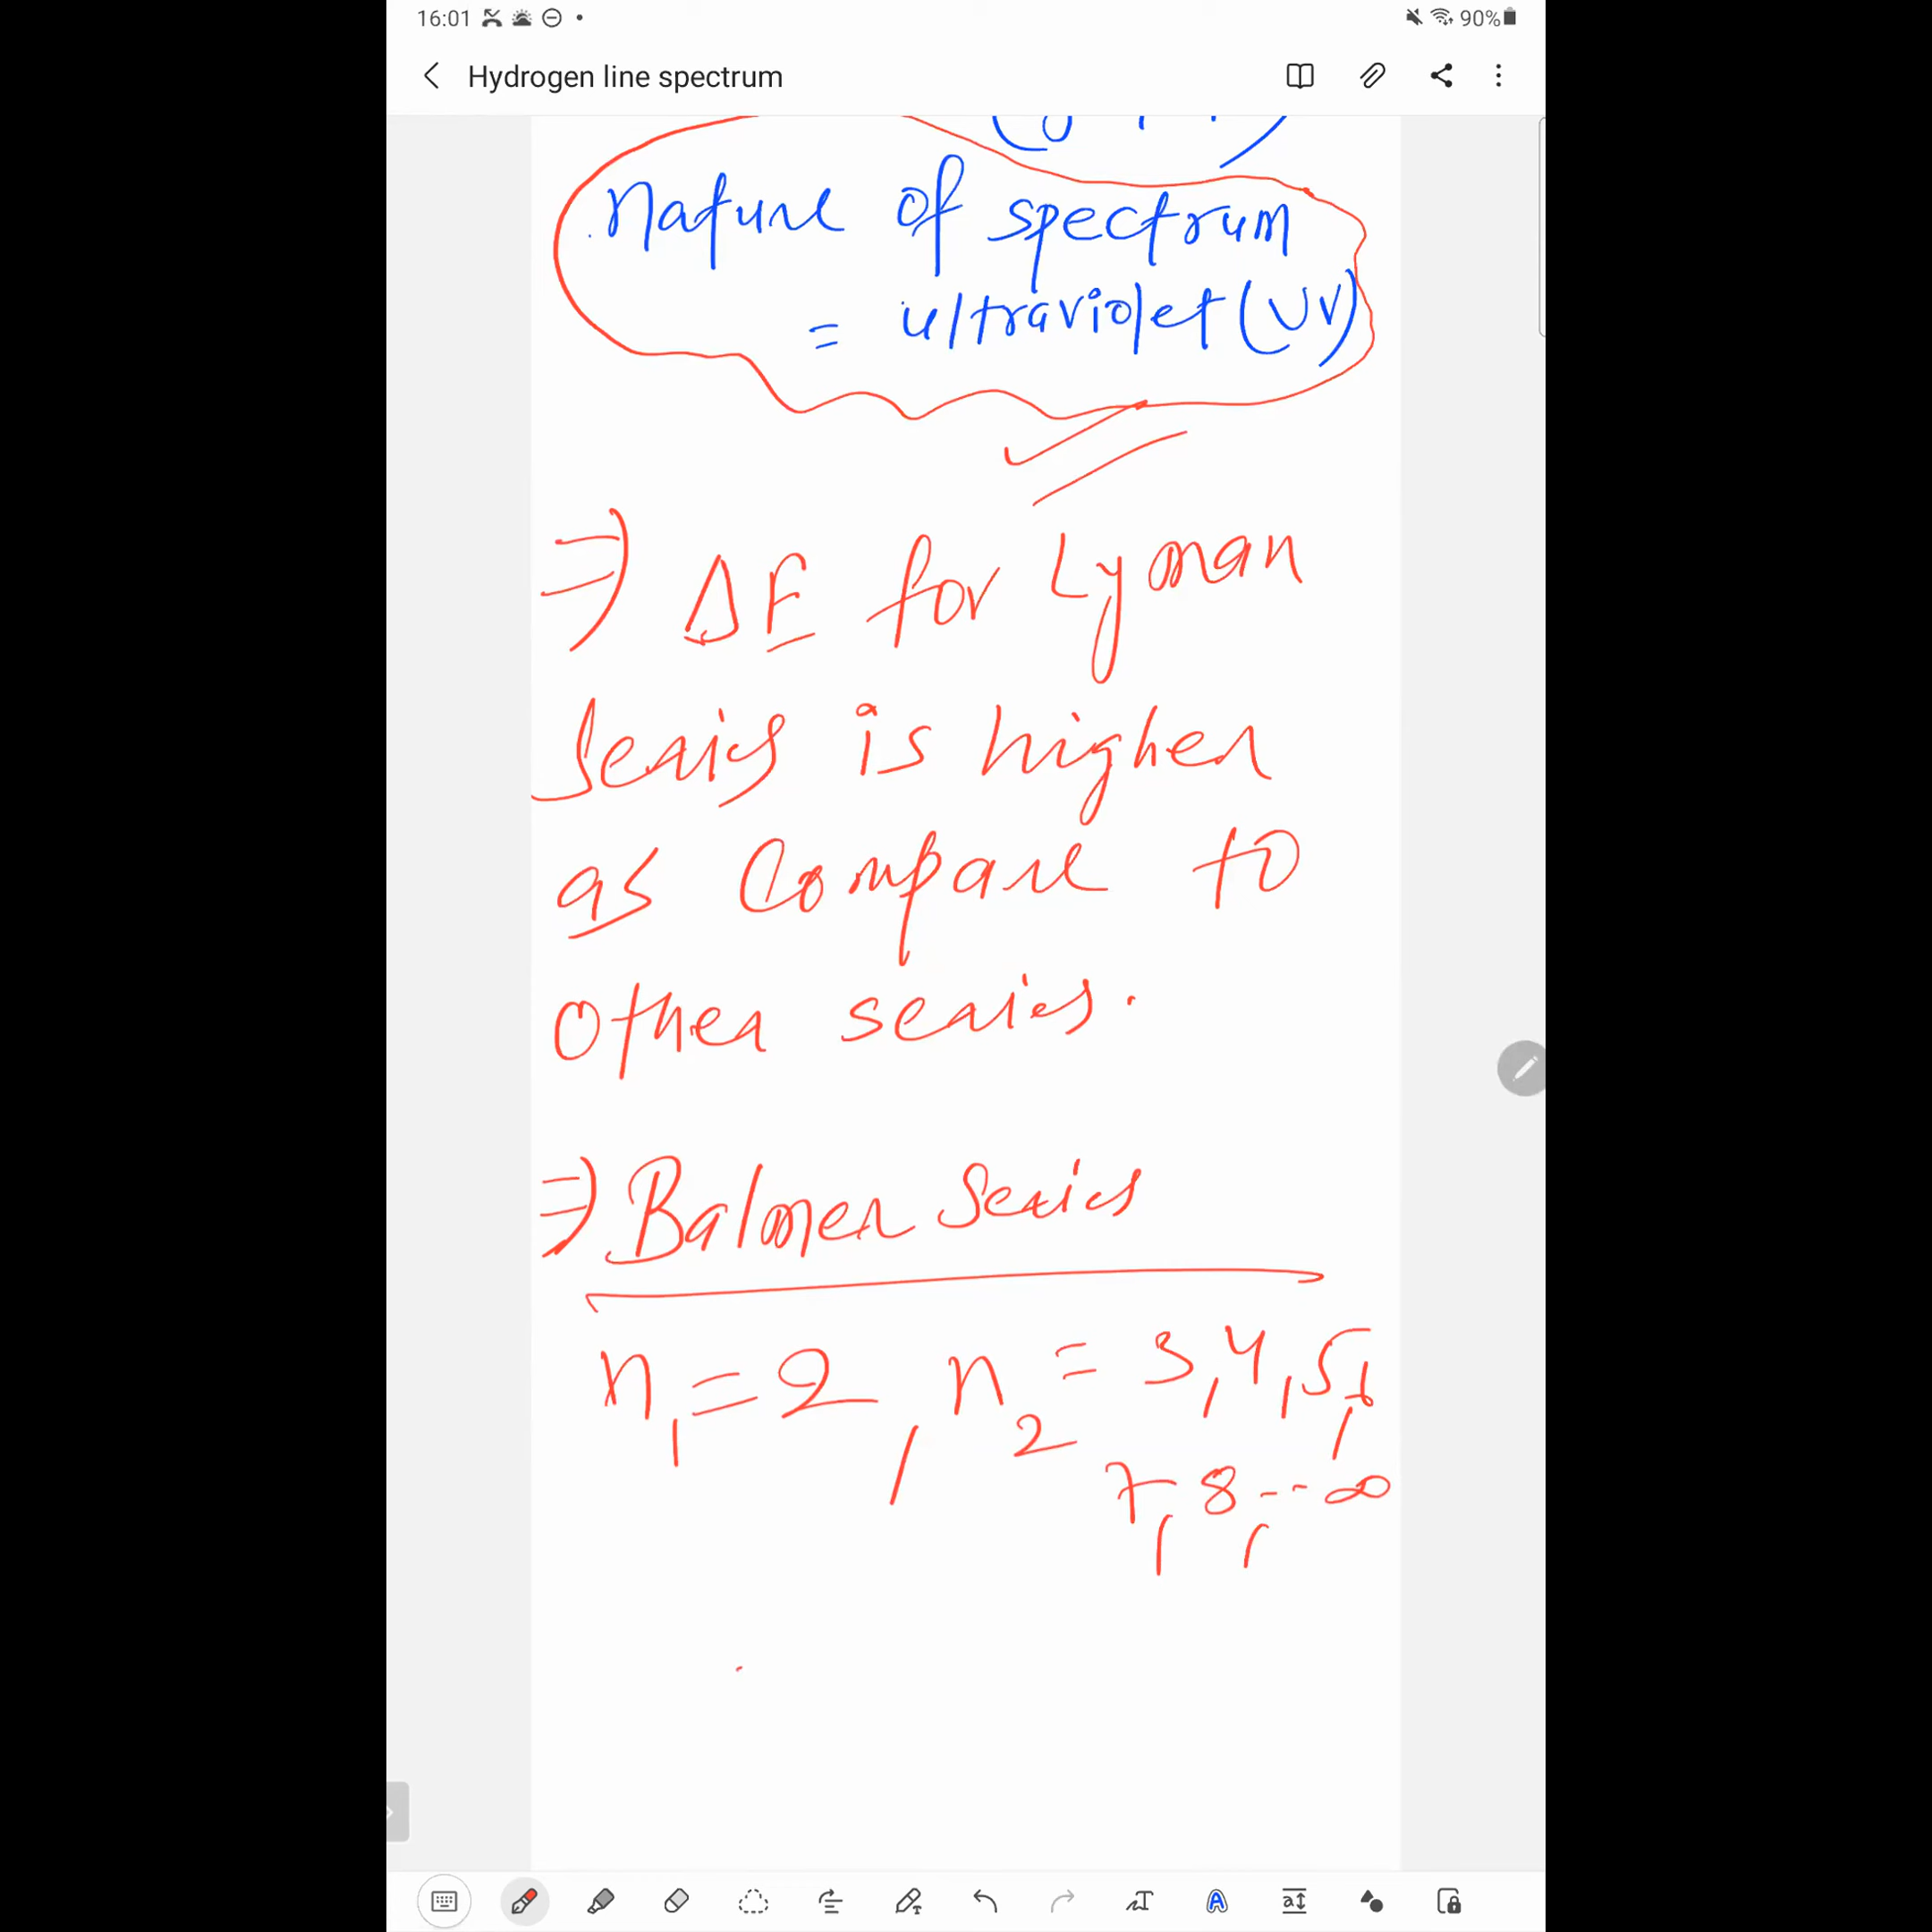 16:01 90%
Hydrogen line spectrum
Nature of spectrum
= ultraviolet (UV)
⇒ ΔE for Lyman
Series is higher
as compare to
other series.
⇒ Balmer Series
n₁ = 2, n₂ = 3, 4, 5, 6
7, 8, -- ∞